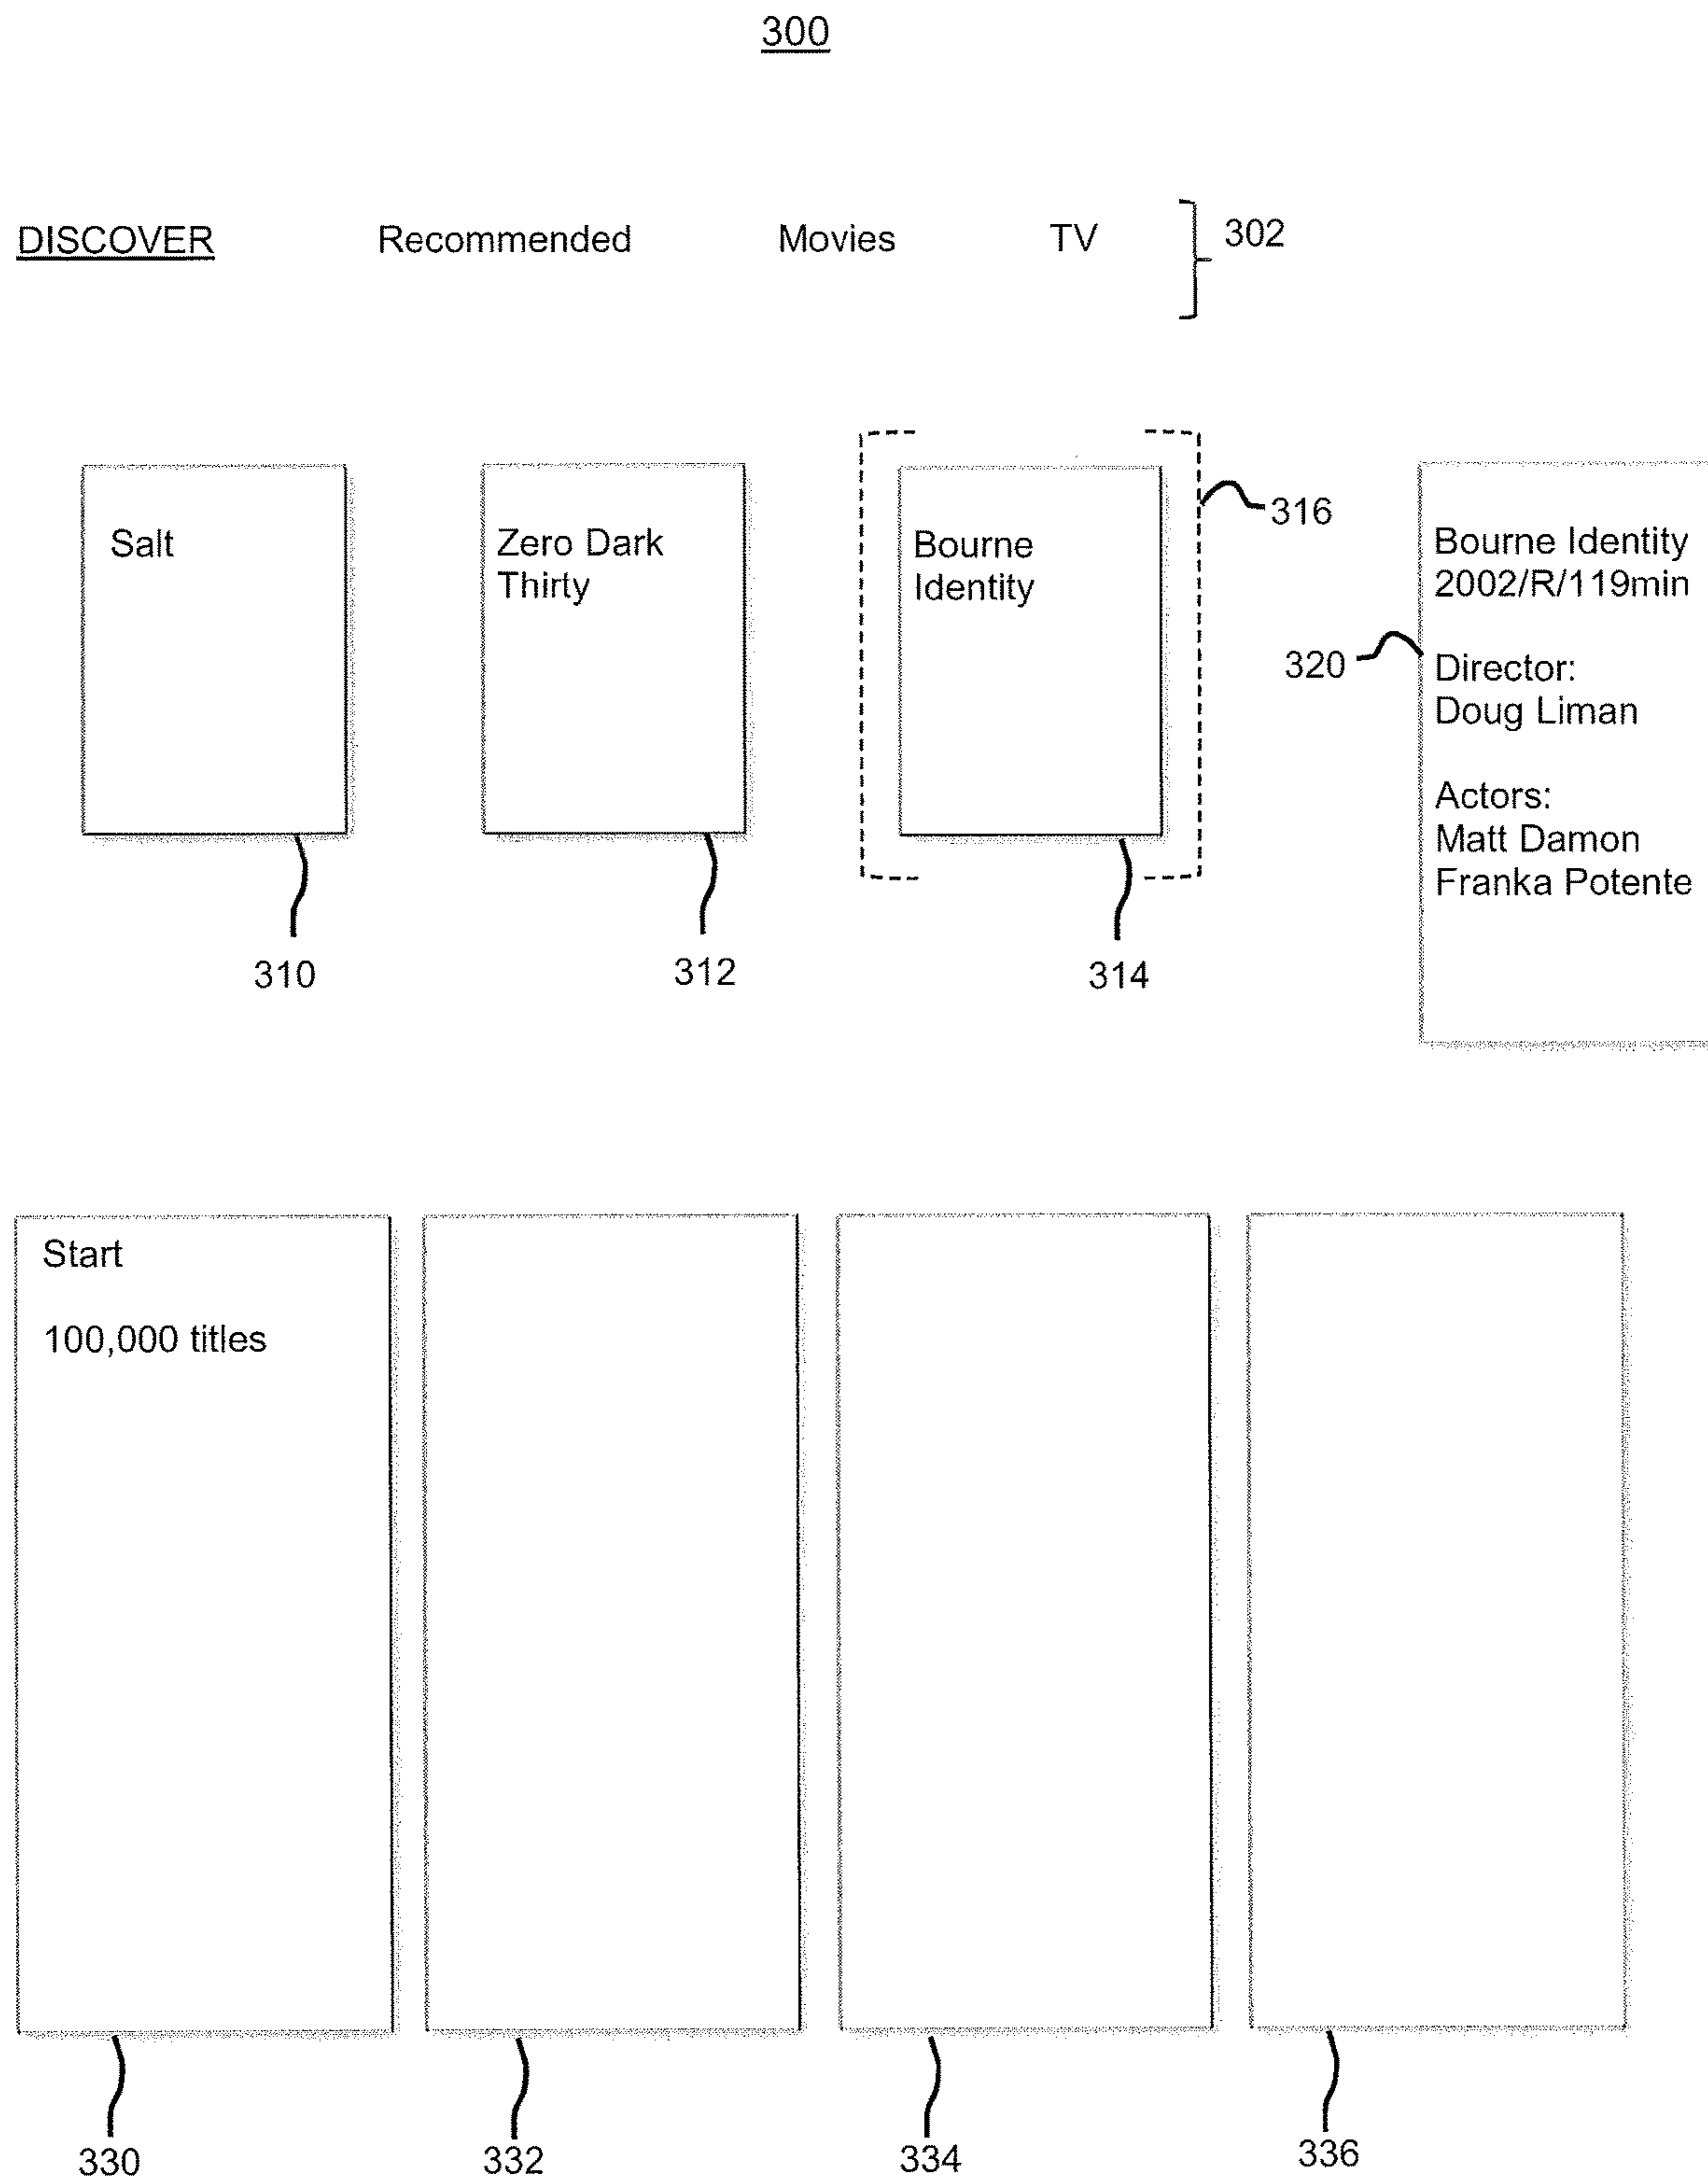 300
DISCOVER Recommended Movies TV 302
Salt
Zero Dark
Thirty
Bourne
Identity
316
Bourne Identity
2002/R/119min
320
Director:
Doug Liman
Actors:
Matt Damon
Franka Potente
310 312 314
Start
100,000 titles
330 332 334 336